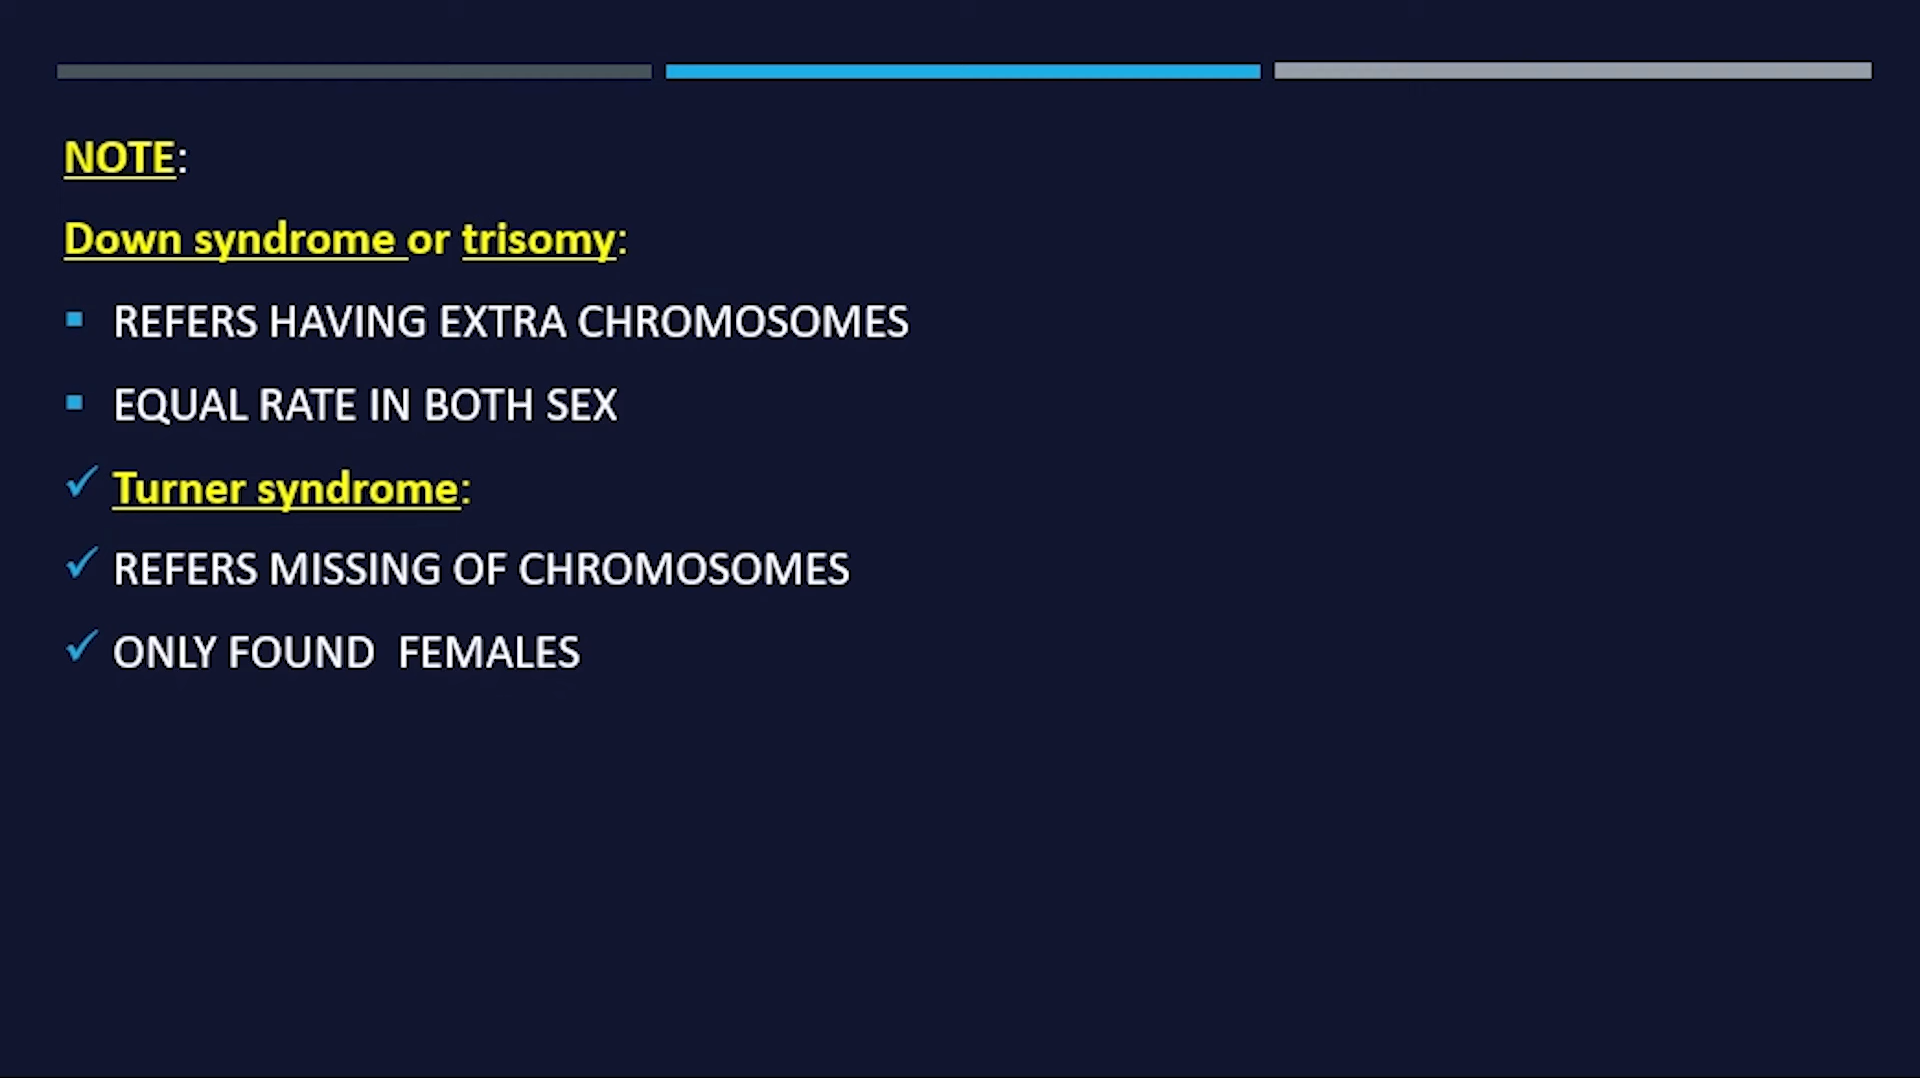 NOTE:
Down syndrome or trisomy:
REFERS HAVING EXTRA CHROMOSOMES
EQUAL RATE IN BOTH SEX
Turner syndrome:
REFERS MISSING OF CHROMOSOMES
ONLY FOUND  FEMALES